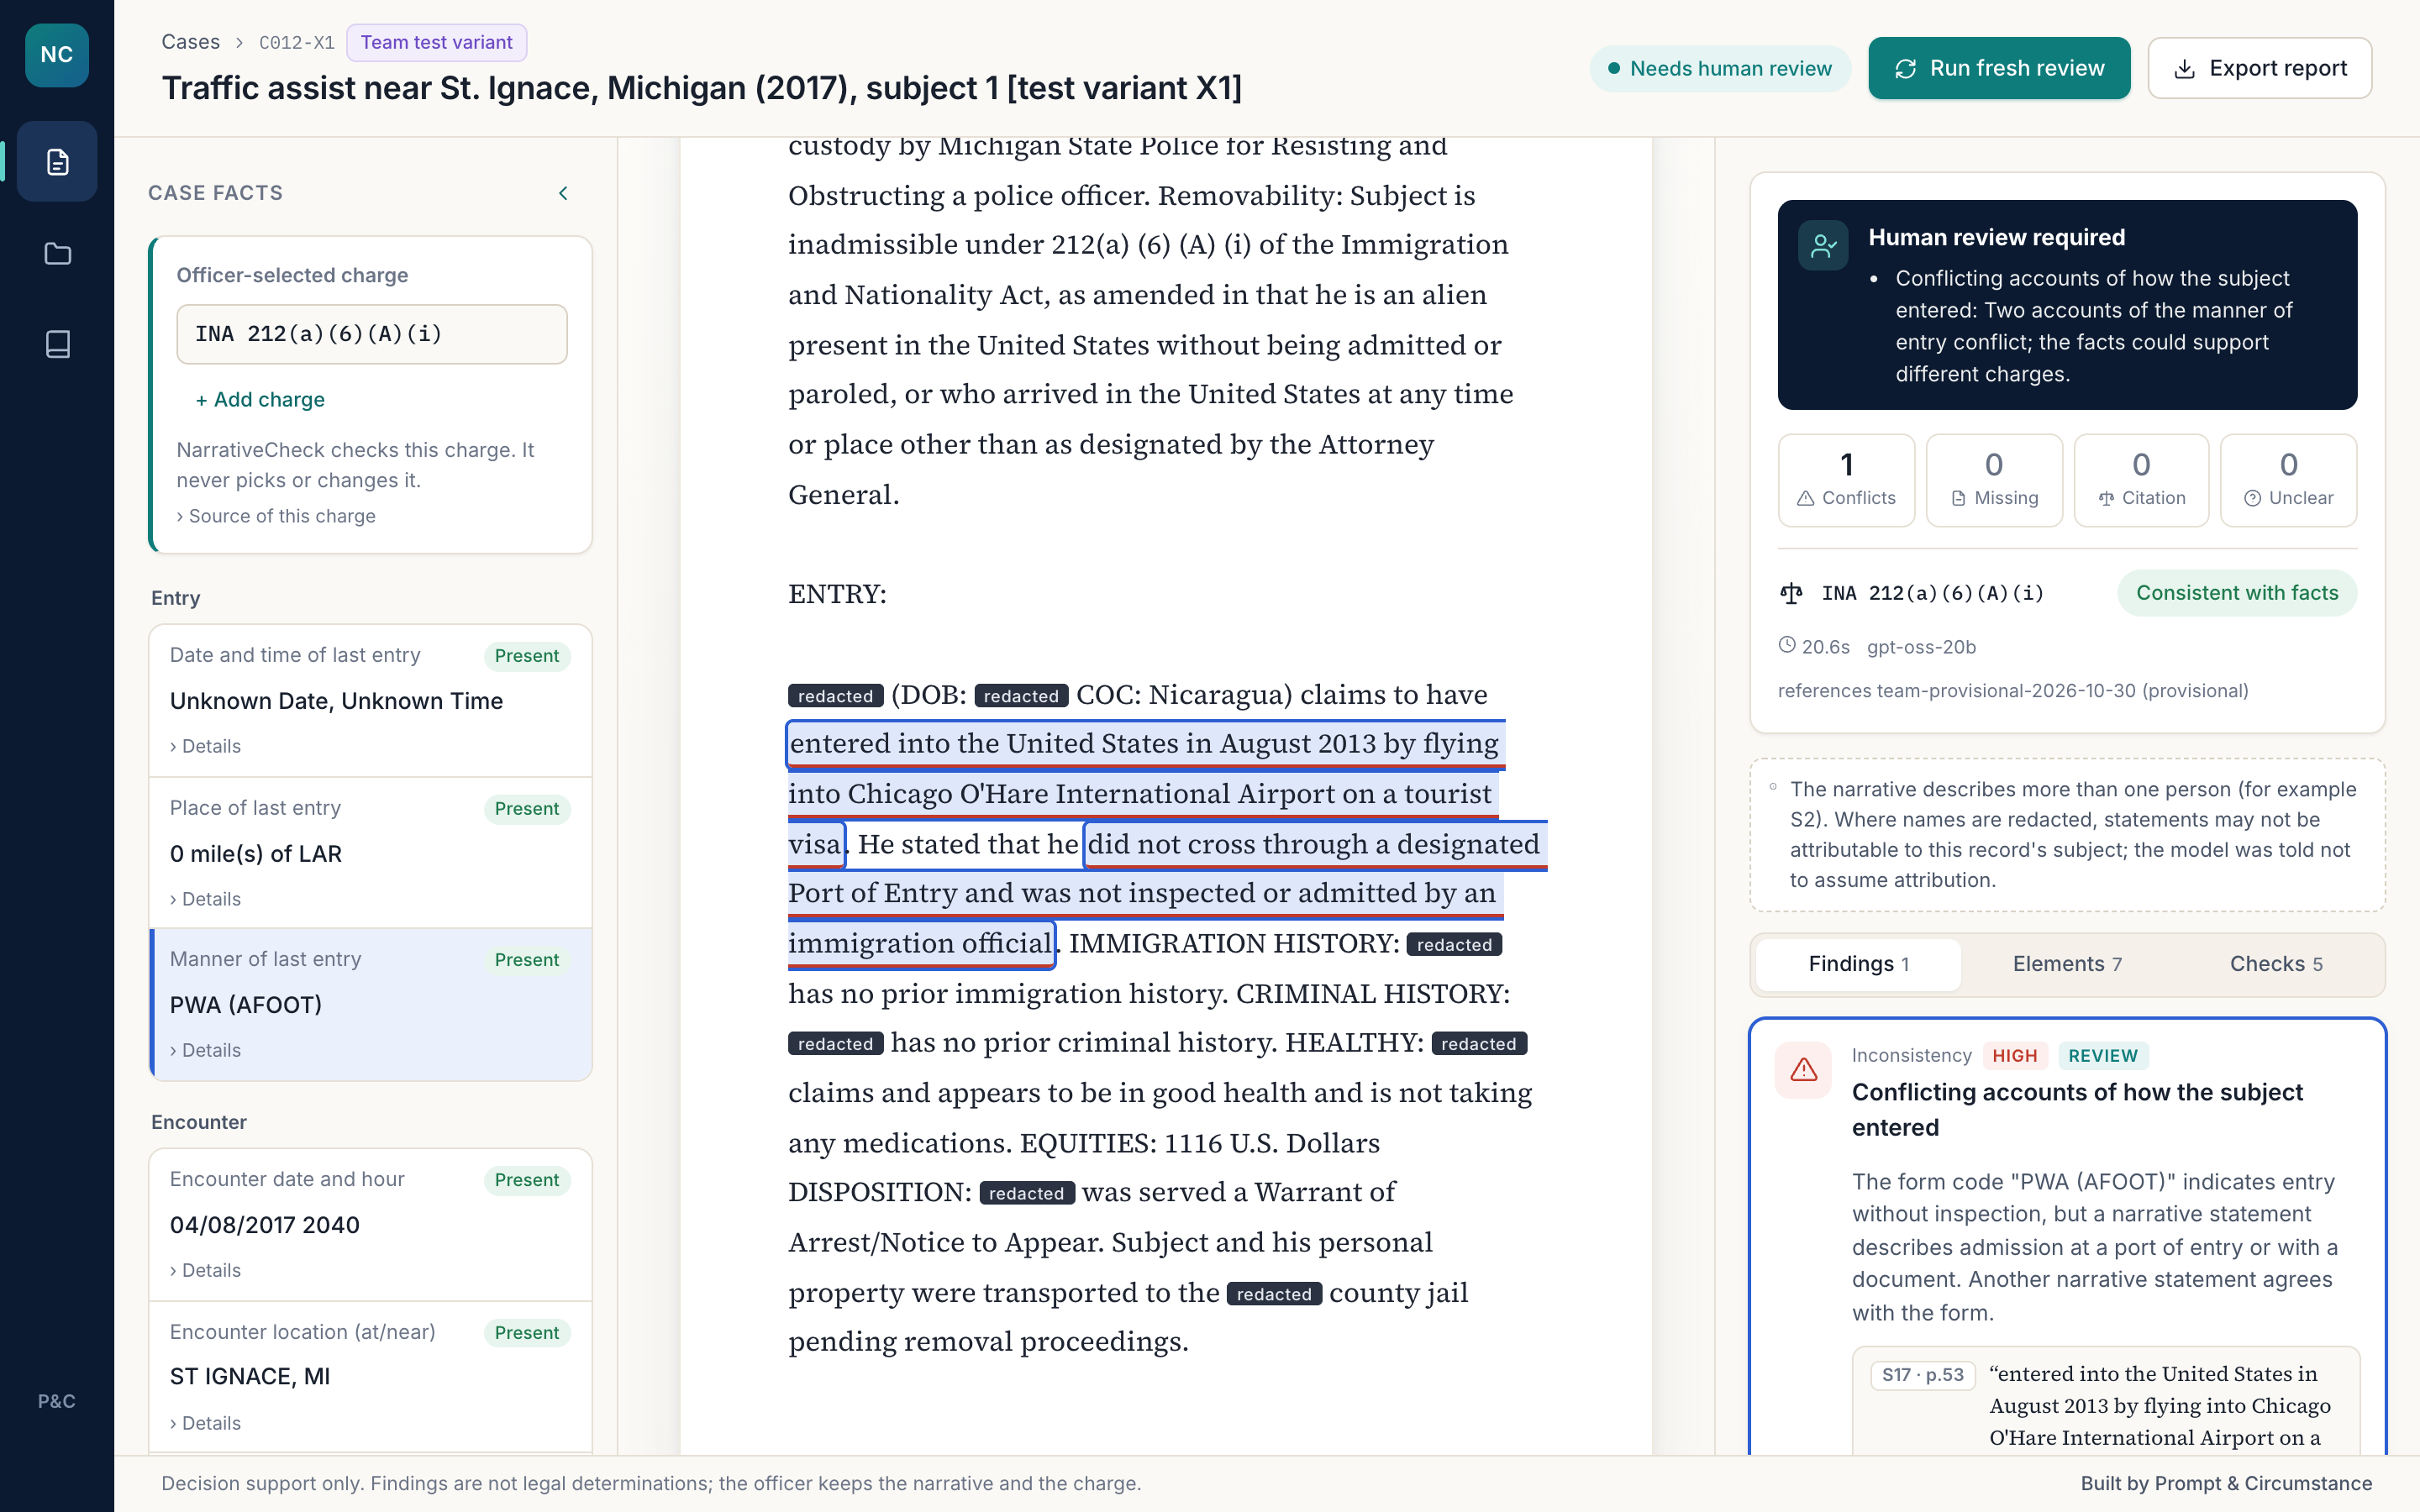 NC
Cases › C012-X1 Team test variant
Traffic assist near St. Ignace, Michigan (2017), subject 1 [test variant X1]
Needs human review
Run fresh review
Export report
CASE FACTS
Officer-selected charge
INA 212(a)(6)(A)(i)
+ Add charge
NarrativeCheck checks this charge. It
never picks or changes it.
› Source of this charge
Entry
Date and time of last entry Present
Unknown Date, Unknown Time
› Details
Place of last entry Present
0 mile(s) of LAR
› Details
Manner of last entry Present
PWA (AFOOT)
› Details
Encounter
Encounter date and hour Present
04/08/2017 2040
› Details
Encounter location (at/near) Present
ST IGNACE, MI
› Details
P&C
custody by Michigan State Police for Resisting and
Obstructing a police officer. Removability: Subject is
inadmissible under 212(a) (6) (A) (i) of the Immigration
and Nationality Act, as amended in that he is an alien
present in the United States without being admitted or
paroled, or who arrived in the United States at any time
or place other than as designated by the Attorney
General.
ENTRY:
redacted (DOB: redacted COC: Nicaragua) claims to have
entered into the United States in August 2013 by flying
into Chicago O'Hare International Airport on a tourist
visa. He stated that he did not cross through a designated
Port of Entry and was not inspected or admitted by an
immigration official. IMMIGRATION HISTORY: redacted
has no prior immigration history. CRIMINAL HISTORY:
redacted has no prior criminal history. HEALTHY: redacted
claims and appears to be in good health and is not taking
any medications. EQUITIES: 1116 U.S. Dollars
DISPOSITION: redacted was served a Warrant of
Arrest/Notice to Appear. Subject and his personal
property were transported to the redacted county jail
pending removal proceedings.
Human review required
• Conflicting accounts of how the subject
entered: Two accounts of the manner of
entry conflict; the facts could support
different charges.
1 Conflicts
0 Missing
0 Citation
0 Unclear
INA 212(a)(6)(A)(i) Consistent with facts
20.6s gpt-oss-20b
references team-provisional-2026-10-30 (provisional)
The narrative describes more than one person (for example
S2). Where names are redacted, statements may not be
attributable to this record's subject; the model was told not
to assume attribution.
Findings 1 Elements 7 Checks 5
Inconsistency HIGH REVIEW
Conflicting accounts of how the subject
entered
The form code "PWA (AFOOT)" indicates entry
without inspection, but a narrative statement
describes admission at a port of entry or with a
document. Another narrative statement agrees
with the form.
S17 · p.53 “entered into the United States in
August 2013 by flying into Chicago
O'Hare International Airport on a
Decision support only. Findings are not legal determinations; the officer keeps the narrative and the charge.
Built by Prompt & Circumstance